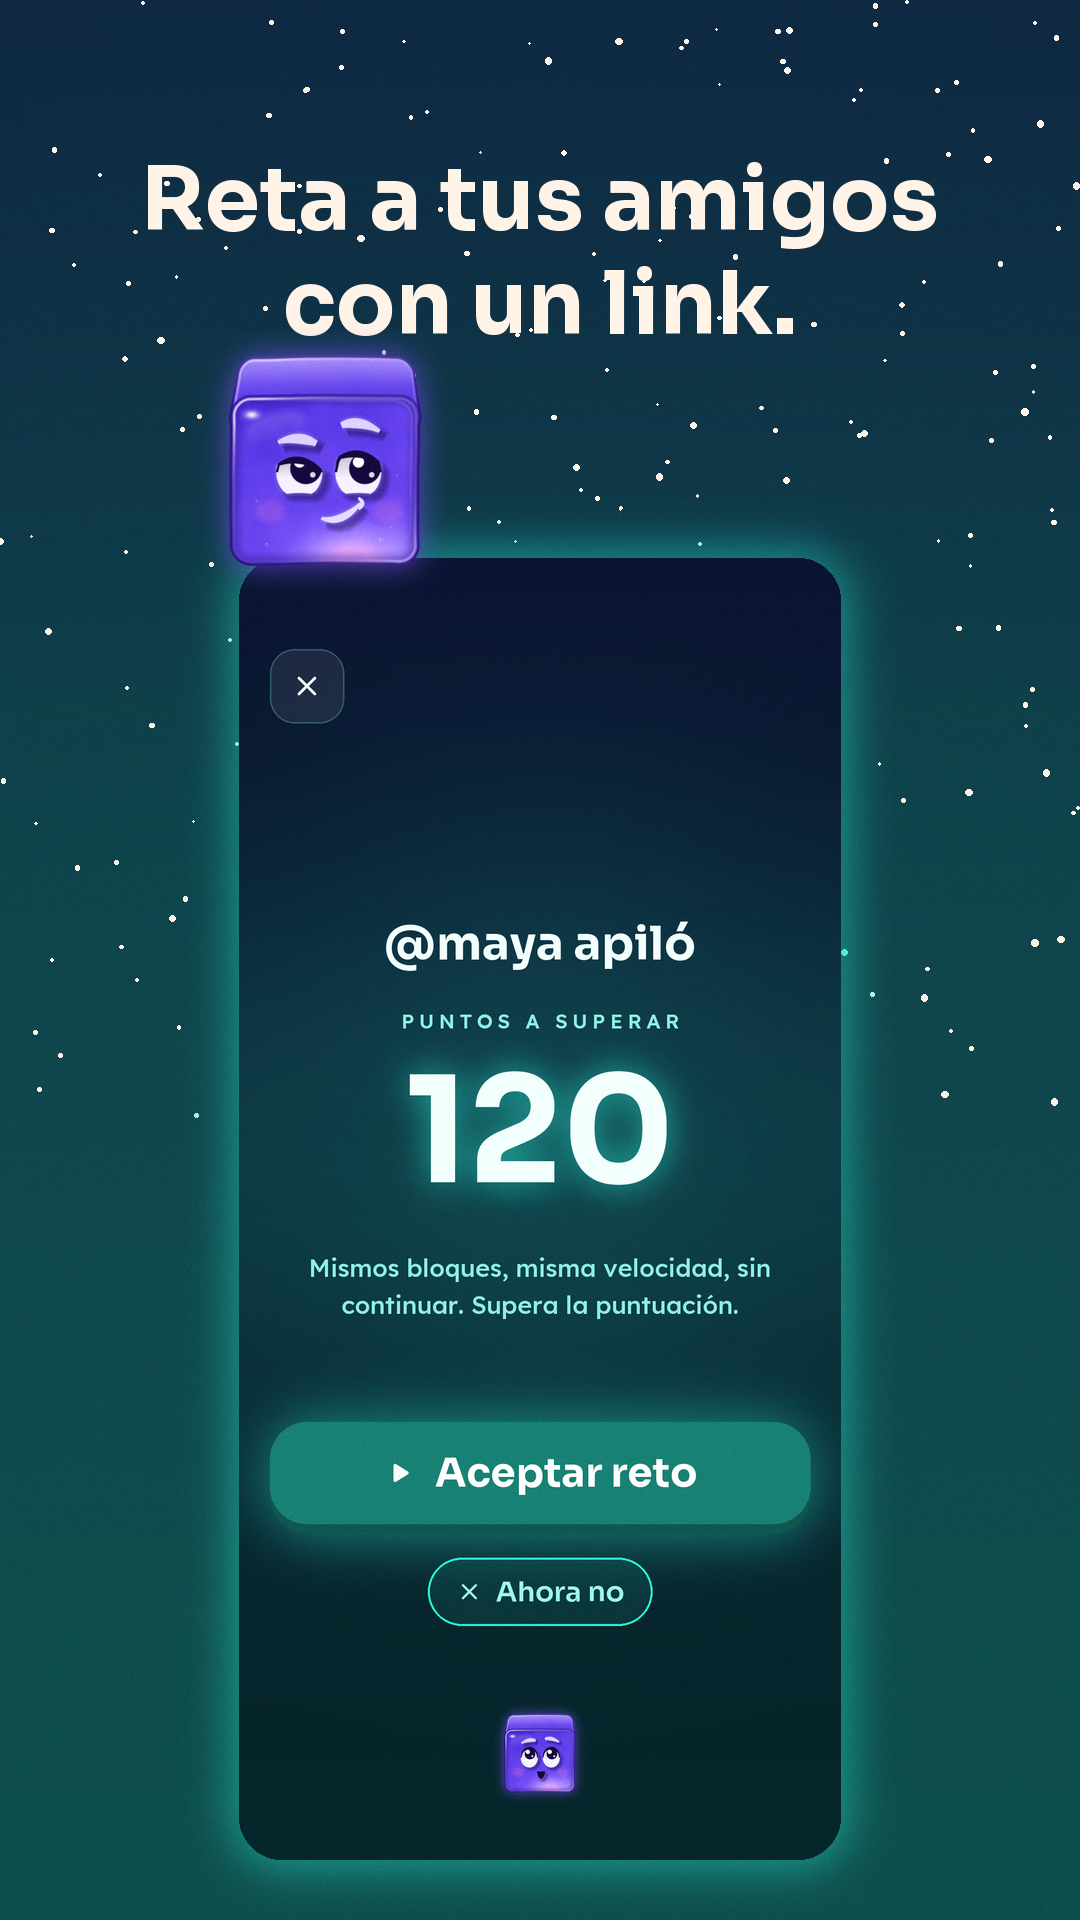 Reta a tus amigos
con un link.
@maya apiló
PUNTOS A SUPERAR
120
Mismos bloques, misma velocidad, sin
continuar. Supera la puntuación.
Aceptar reto
Ahora no